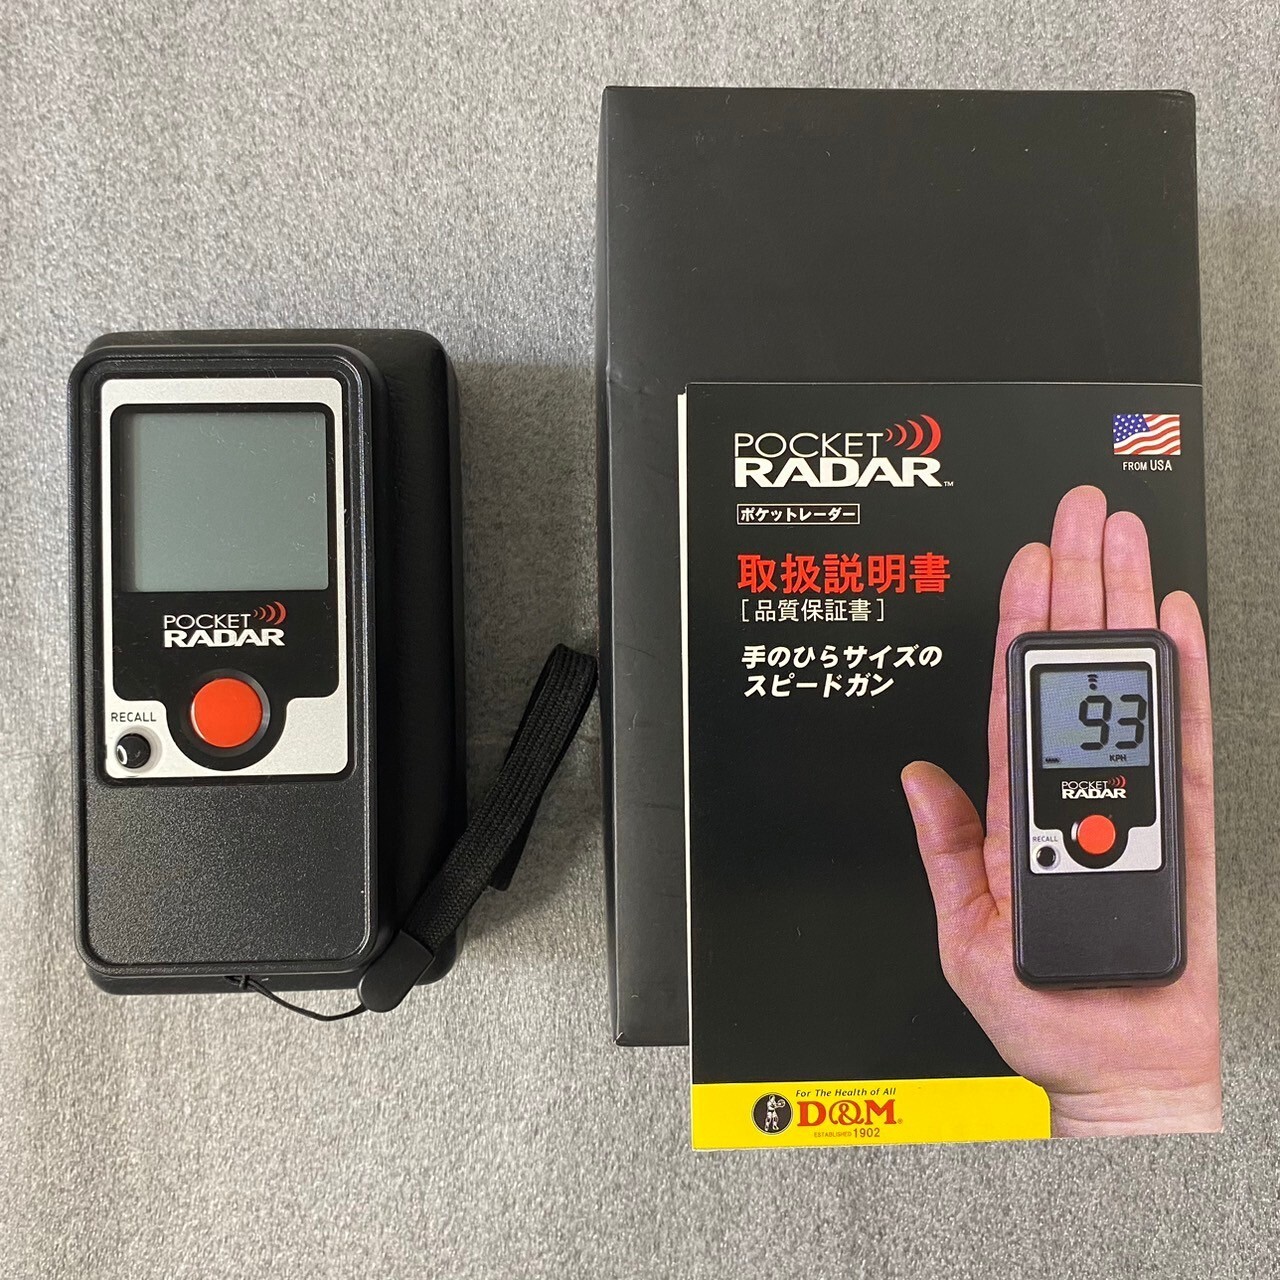 POCKET
RADAR
RECALL
POCKET
RADAR™
ポケットレーダー
FROM USA
取扱説明書
[品質保証書]
手のひらサイズの
スピードガン
93
KPH
POCKET
RADAR
RECALL
For The Health of All
D&M®
ESTABLISHED 1902